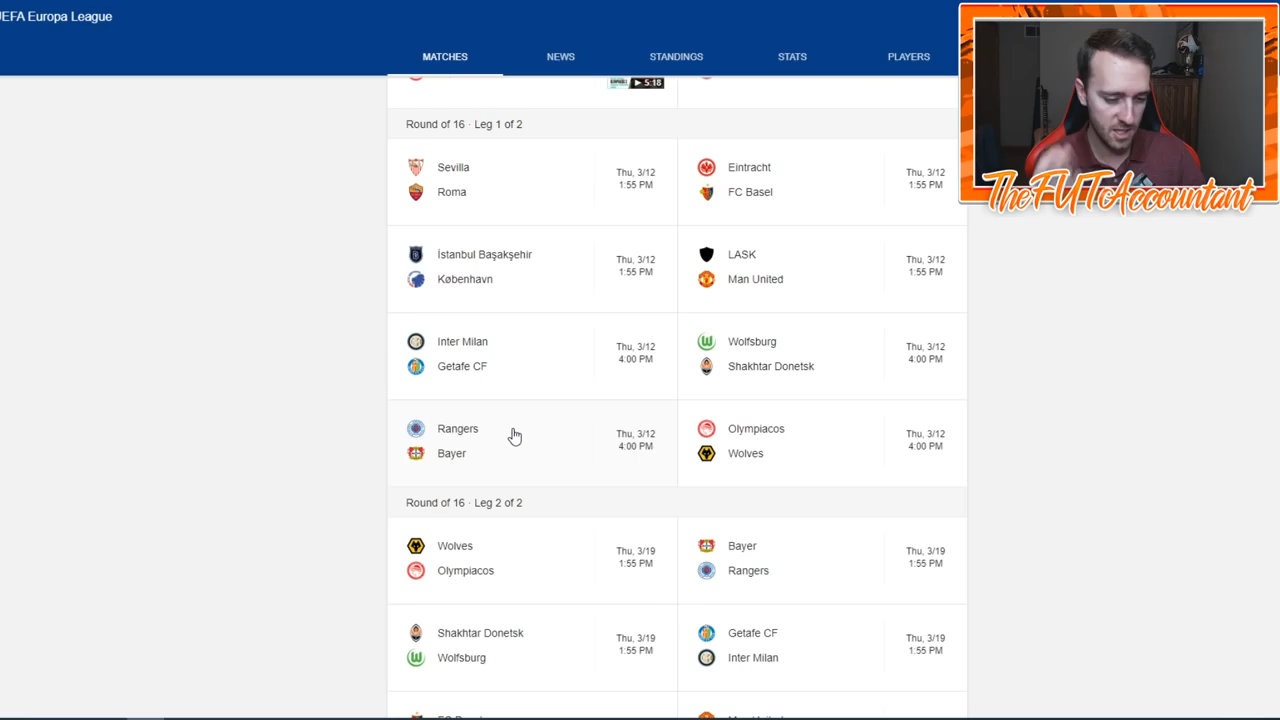 UEFA Europa League
MATCHES NEWS STANDINGS STATS PLAYERS
5:18
Round of 16 · Leg 1 of 2
Sevilla
Roma
Thu, 3/12
1:55 PM
Eintracht
FC Basel
Thu, 3/12
1:55 PM
İstanbul Başakşehir
København
Thu, 3/12
1:55 PM
LASK
Man United
Thu, 3/12
1:55 PM
Inter Milan
Getafe CF
Thu, 3/12
4:00 PM
Wolfsburg
Shakhtar Donetsk
Thu, 3/12
4:00 PM
Rangers
Bayer
Thu, 3/12
4:00 PM
Olympiacos
Wolves
Thu, 3/12
4:00 PM
Round of 16 · Leg 2 of 2
Wolves
Olympiacos
Thu, 3/19
1:55 PM
Bayer
Rangers
Thu, 3/19
1:55 PM
Shakhtar Donetsk
Wolfsburg
Thu, 3/19
1:55 PM
Getafe CF
Inter Milan
Thu, 3/19
1:55 PM
TheFUTAccountant